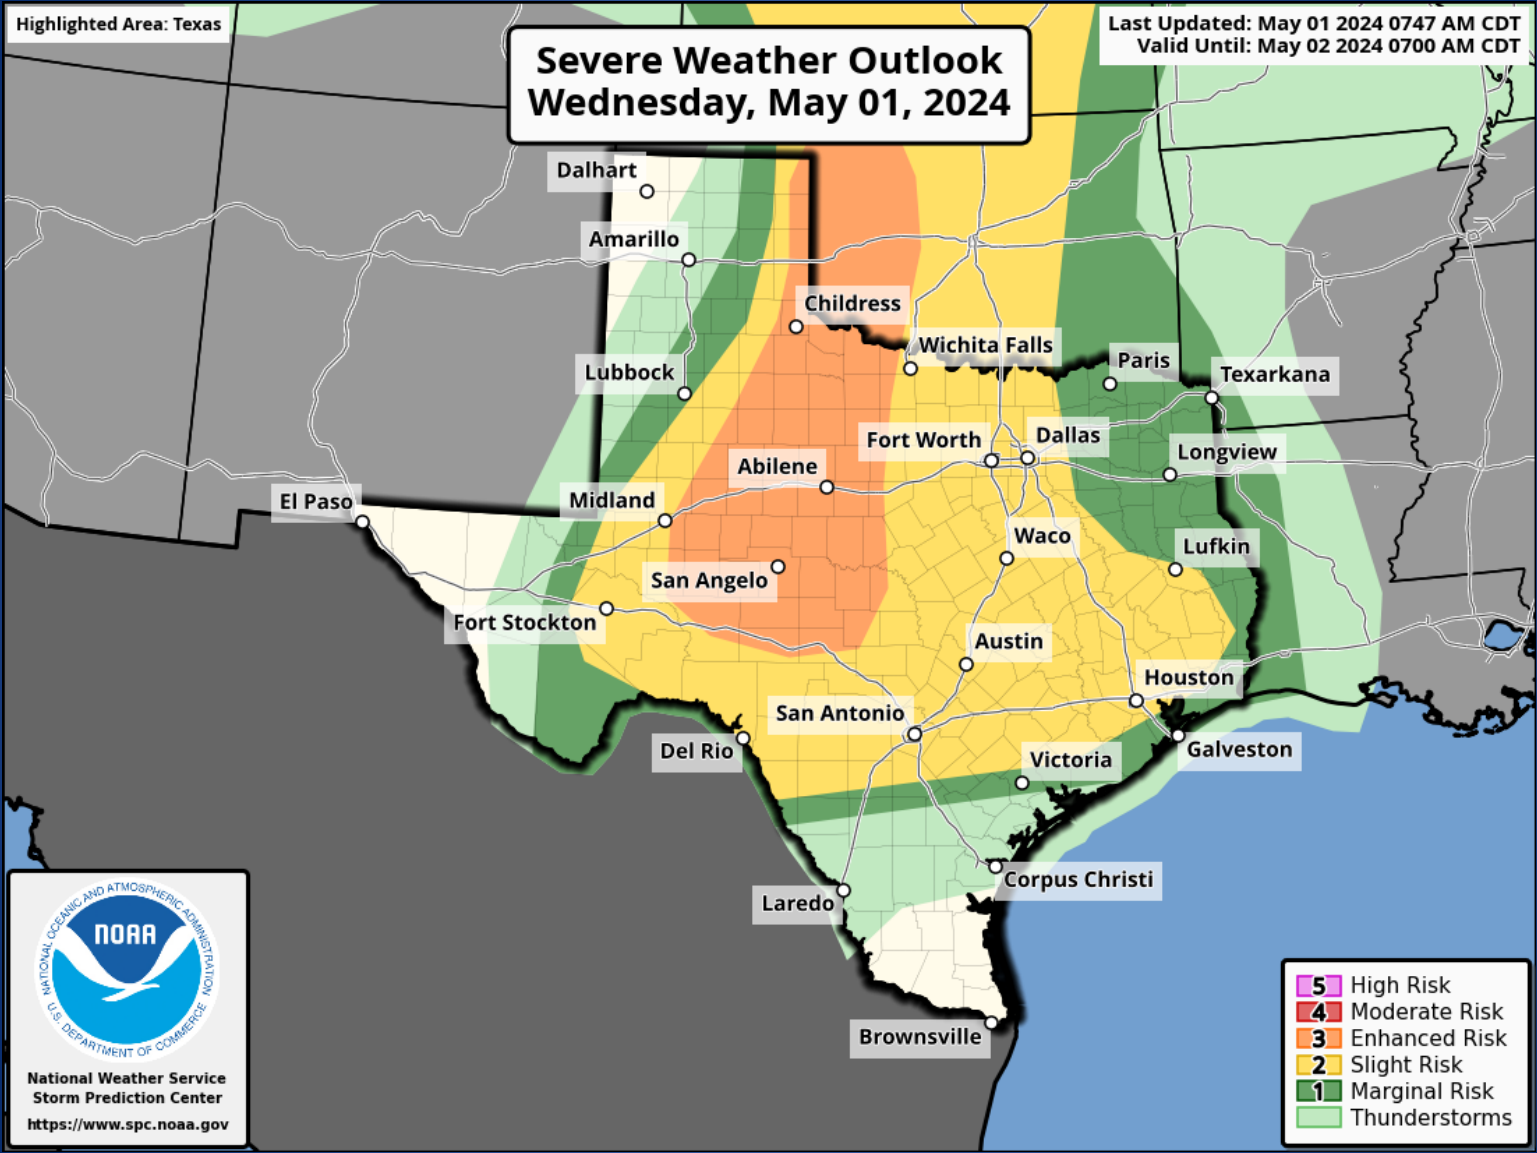 Highlighted Area: Texas
Last Updated: May 01 2024 0747 AM CDT
Valid Until: May 02 2024 0700 AM CDT
Severe Weather Outlook
Wednesday, May 01, 2024
Dalhart
Amarillo
Childress
Wichita Falls
Paris
Lubbock
Texarkana
Fort Worth
Dallas
Longview
Abilene
Midland
El Paso
Waco
Lufkin
San Angelo
Fort Stockton
Austin
Houston
San Antonio
Del Rio
Galveston
Victoria
Corpus Christi
Laredo
Brownsville
NATIONAL OCEANIC AND ATMOSPHERIC ADMINISTRATION
NOAA
U.S. DEPARTMENT OF COMMERCE
National Weather Service
Storm Prediction Center
https://www.spc.noaa.gov
5 High Risk
4 Moderate Risk
3 Enhanced Risk
2 Slight Risk
1 Marginal Risk
Thunderstorms